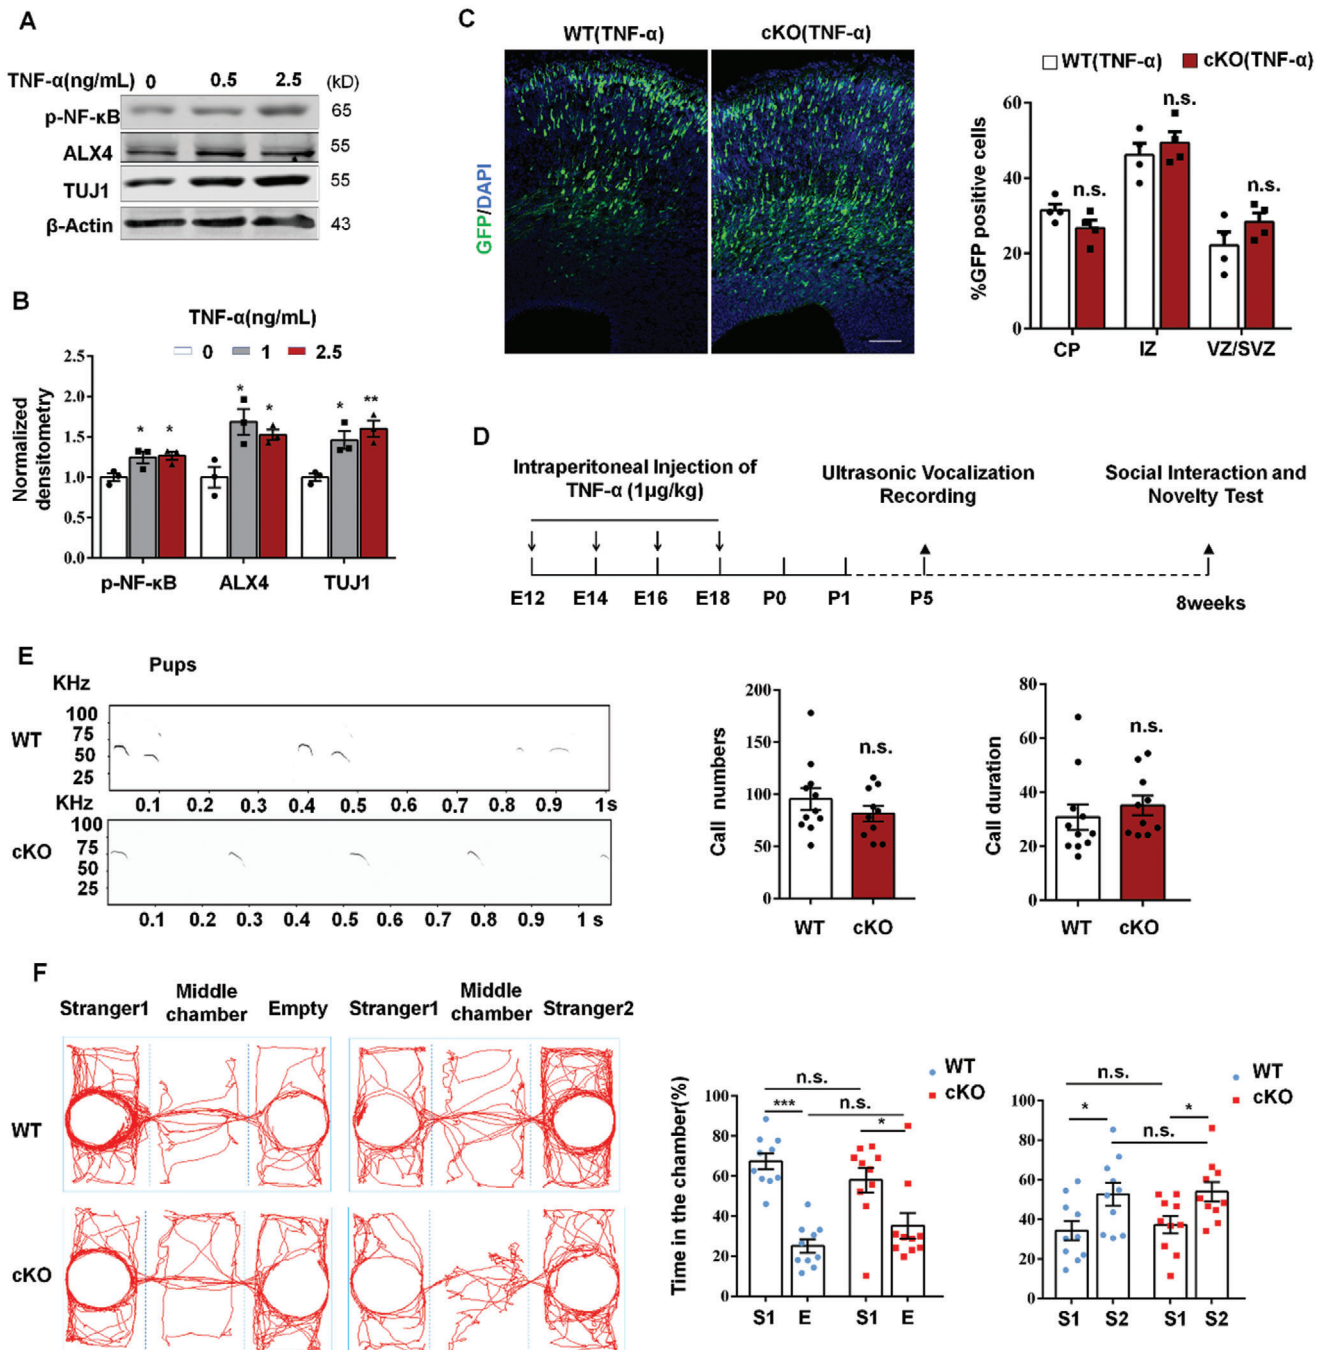 A
TNF-α(ng/mL) 0 0.5 2.5 (kD)
p-NF-κB 65
ALX4 55
TUJ1 55
β-Actin 43
B
TNF-α(ng/mL)
0 1 2.5
Normalized
densitometry
2.5
2.0
1.5
1.0
0.5
0.0
* * * * * **
p-NF-κB ALX4 TUJ1
C
WT(TNF-α) cKO(TNF-α)
GFP/DAPI
WT(TNF-α) cKO(TNF-α)
%GFP positive cells
60
40
20
0
n.s. n.s. n.s.
CP IZ VZ/SVZ
D
Intraperitoneal Injection of
TNF-α (1μg/kg)
Ultrasonic Vocalization
Recording
Social Interaction and
Novelty Test
E12 E14 E16 E18 P0 P1 P5 8weeks
E
Pups
KHz
WT
100
75
50
25
0.1 0.2 0.3 0.4 0.5 0.6 0.7 0.8 0.9 1s
KHz
cKO
100
75
50
25
0.1 0.2 0.3 0.4 0.5 0.6 0.7 0.8 0.9 1 s
Call numbers
200
150
100
50
0
n.s.
WT cKO
Call duration
80
60
40
20
0
n.s.
WT cKO
F
Stranger1 Middle chamber Empty
Stranger1 Middle chamber Stranger2
WT
cKO
Time in the chamber(%)
100
80
60
40
20
0
WT
cKO
n.s.
*** n.s.
*
S1 E S1 E
100
80
60
40
20
0
WT
cKO
n.s.
* *
n.s.
S1 S2 S1 S2